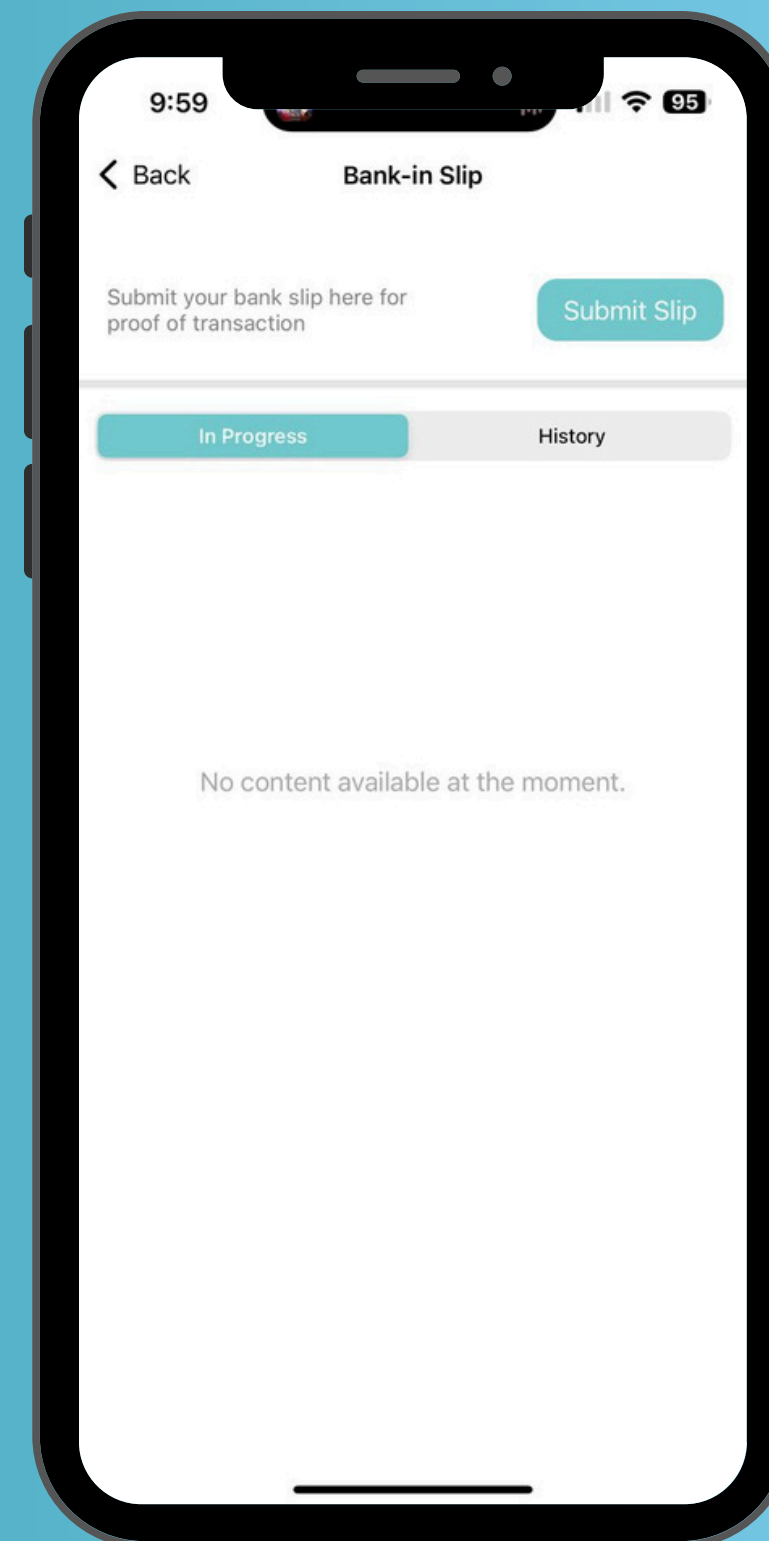 9:59
95
Back
Bank-in Slip
Submit your bank slip here for
proof of transaction
Submit Slip
In Progress
History
No content available at the moment.